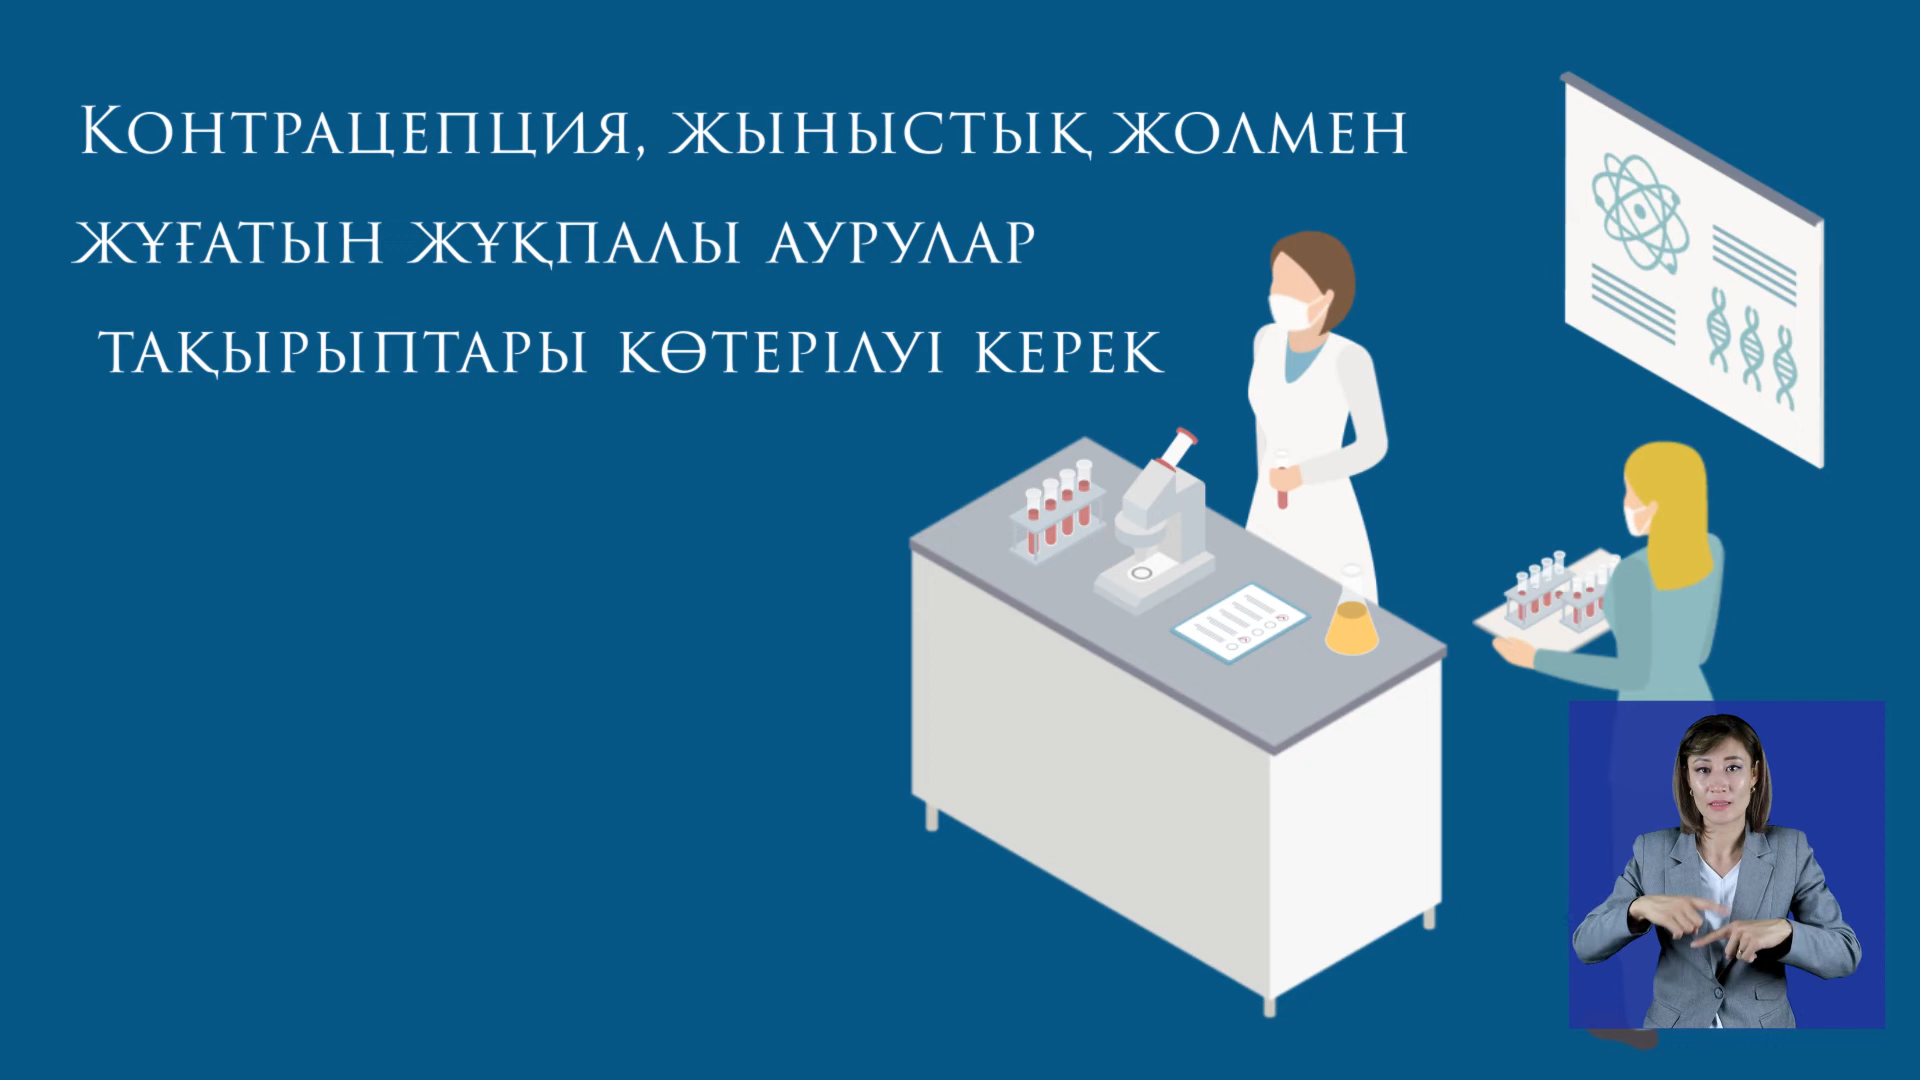 Контрацепция, жыныстық жолмен
жұғатын жұқпалы аурулар
тақырыптары көтерілуі керек